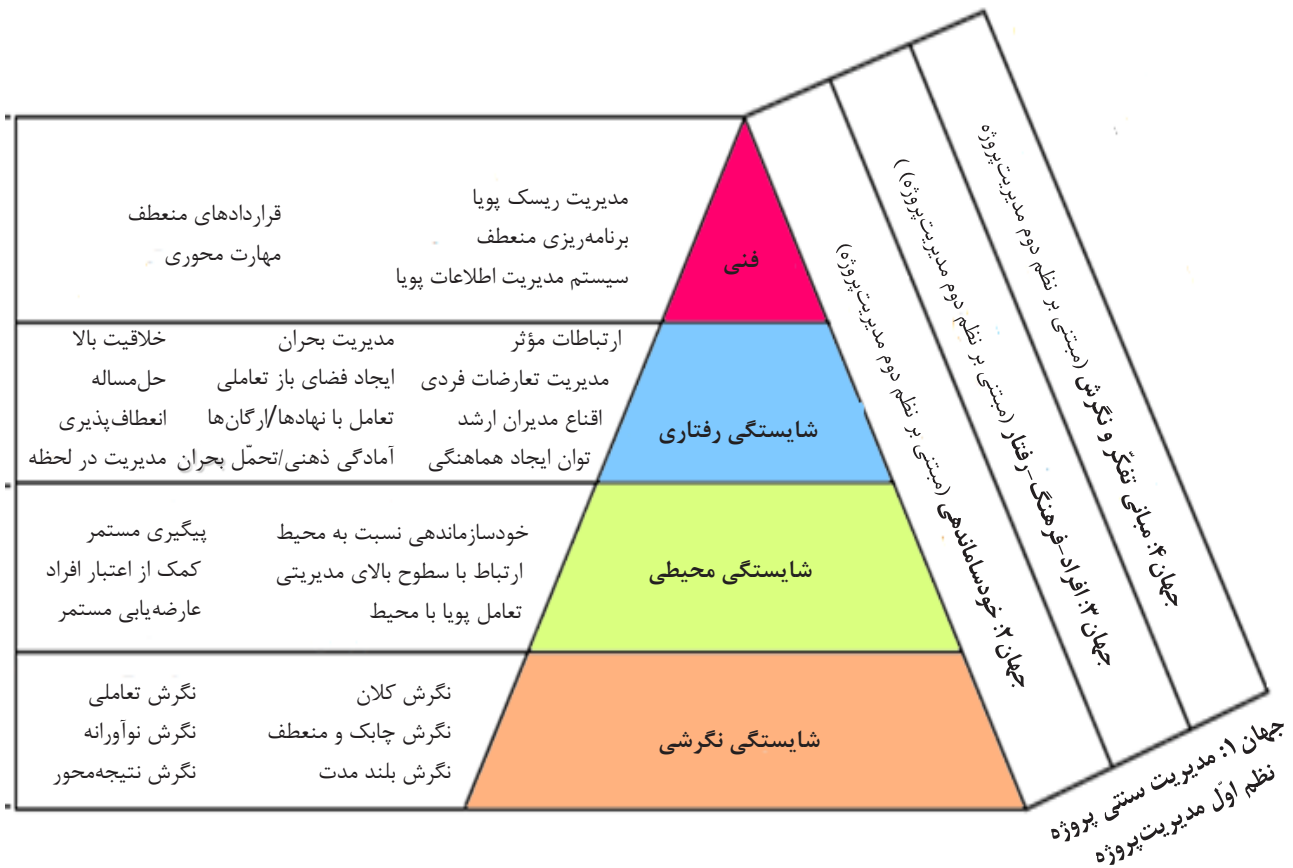 مدیریت ریسک پویا
برنامه‌ریزی منعطف
سیستم مدیریت اطلاعات پویا
قراردادهای منعطف
مهارت محوری
فنی
ارتباطات مؤثر
مدیریت تعارضات فردی
اقناع مدیران ارشد
توان ایجاد هماهنگی
مدیریت بحران
ایجاد فضای باز تعاملی
تعامل با نهادها/ارگان‌ها
آمادگی ذهنی/تحمّل بحران
خلاقیت بالا
حل‌مساله
انعطاف‌پذیری
مدیریت در لحظه
شایستگی رفتاری
خودسازماندهی نسبت به محیط
ارتباط با سطوح بالای مدیریتی
تعامل پویا با محیط
پیگیری مستمر
کمک از اعتبار افراد
عارضه‌یابی مستمر
شایستگی محیطی
نگرش کلان
نگرش چابک و منعطف
نگرش بلند مدت
نگرش تعاملی
نگرش نوآورانه
نگرش نتیجه‌محور
شایستگی نگرشی
جهان ۴: مبانی تفکّر و نگرش (مبتنی بر نظم دوم مدیریت‌پروژه
جهان ۳: افراد-فرهنگ-رفتار (مبتنی بر نظم دوم مدیریت‌پروژه) )
جهان ۲: خودساماندهی (مبتنی بر نظم دوم مدیریت‌پروژه)
جهان ۱: مدیریت سنتی پروژه
نظم اوّل مدیریت‌پروژه